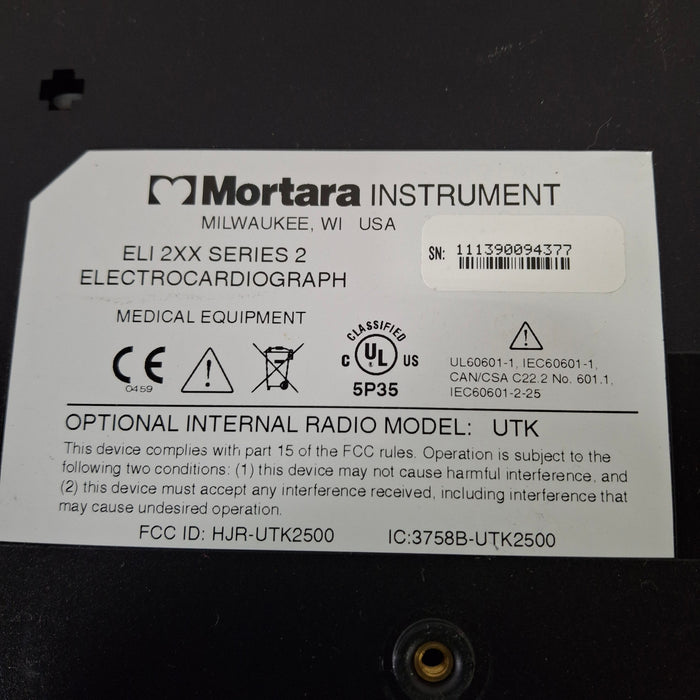 Mortara INSTRUMENT
MILWAUKEE, WI USA
SN: 111390094377
ELI 2XX SERIES 2
ELECTROCARDIOGRAPH
MEDICAL EQUIPMENT
CE
0459
CLASSIFIED
C UL US
5P35
UL60601-1, IEC60601-1,
CAN/CSA C22.2 No. 601.1,
IEC60601-2-25
OPTIONAL INTERNAL RADIO MODEL: UTK
This device complies with part 15 of the FCC rules. Operation is subject to the
following two conditions: (1) this device may not cause harmful interference, and
(2) this device must accept any interference received, including interference that
may cause undesired operation.
FCC ID: HJR-UTK2500 IC:3758B-UTK2500